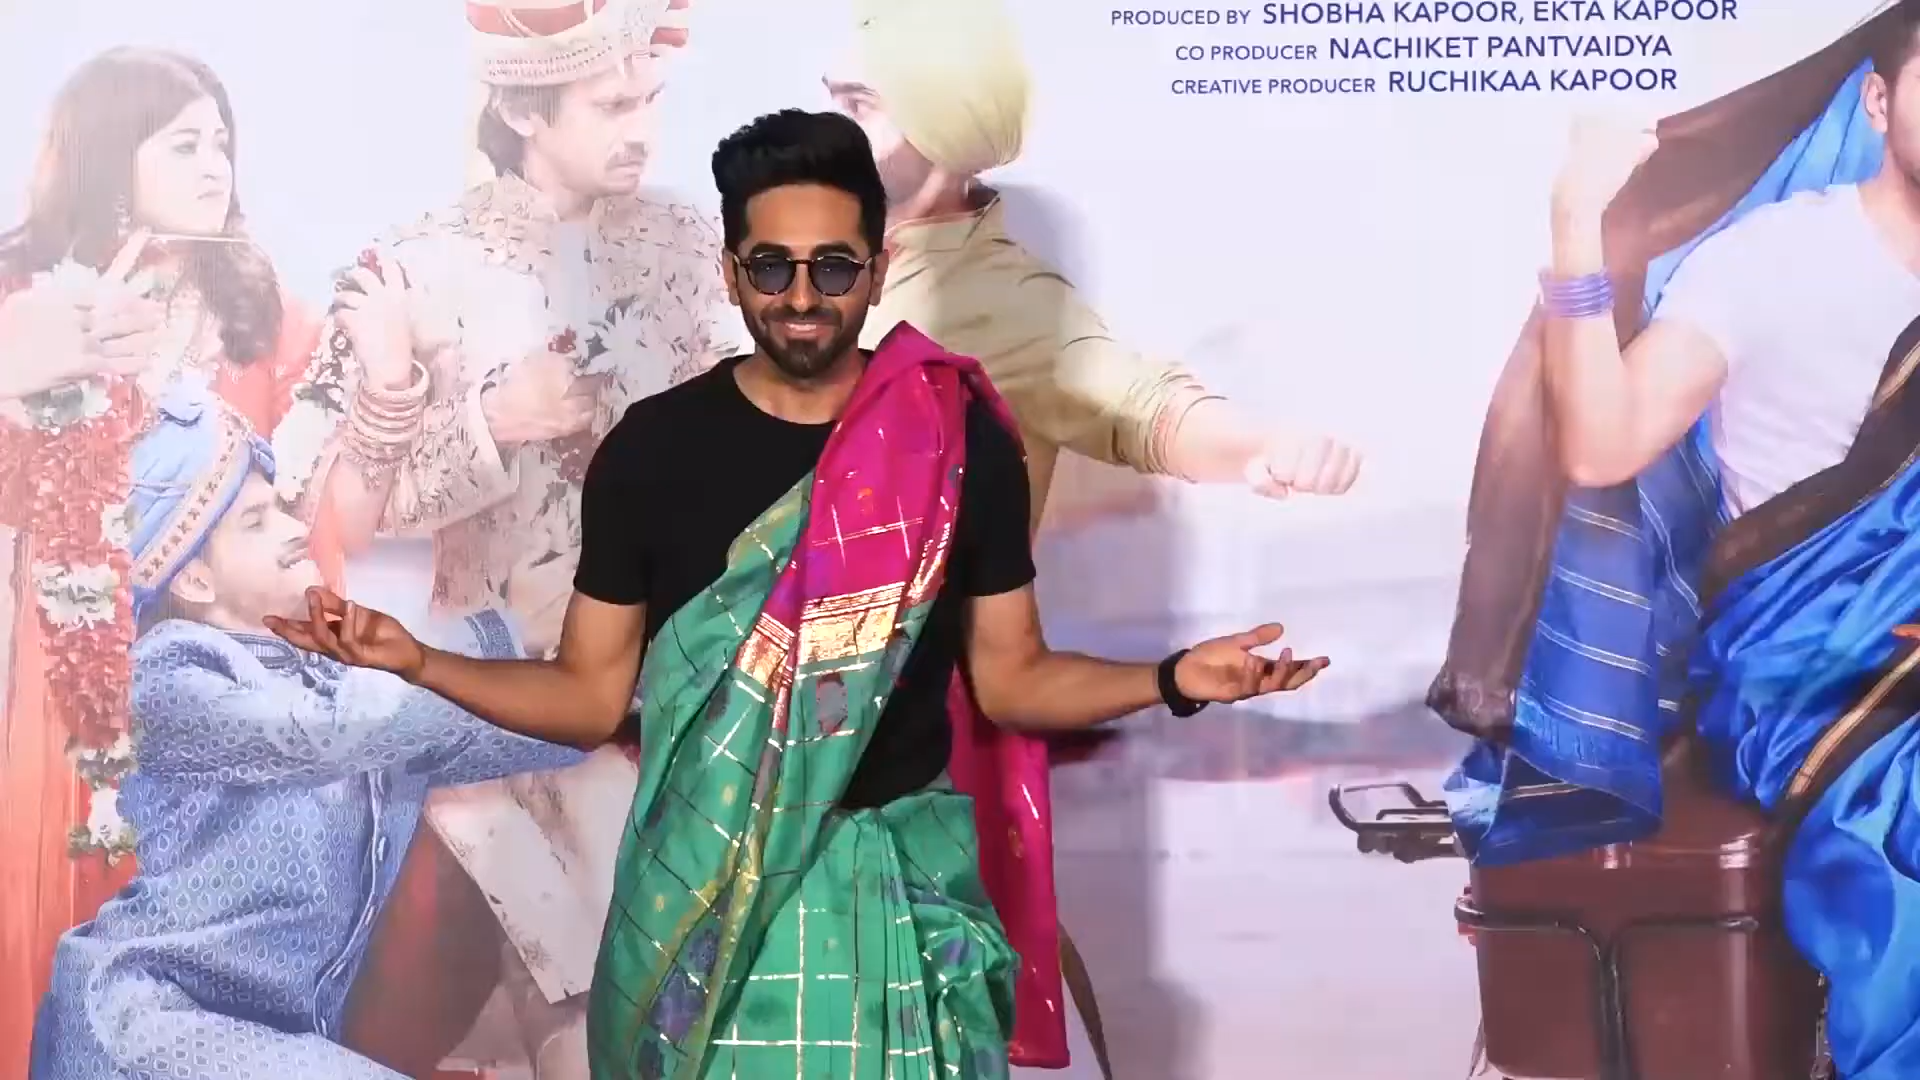 PRODUCED BY SHOBHA KAPOOR, EKTA KAPOOR
CO PRODUCER NACHIKET PANTVAIDYA
CREATIVE PRODUCER RUCHIKAA KAPOOR